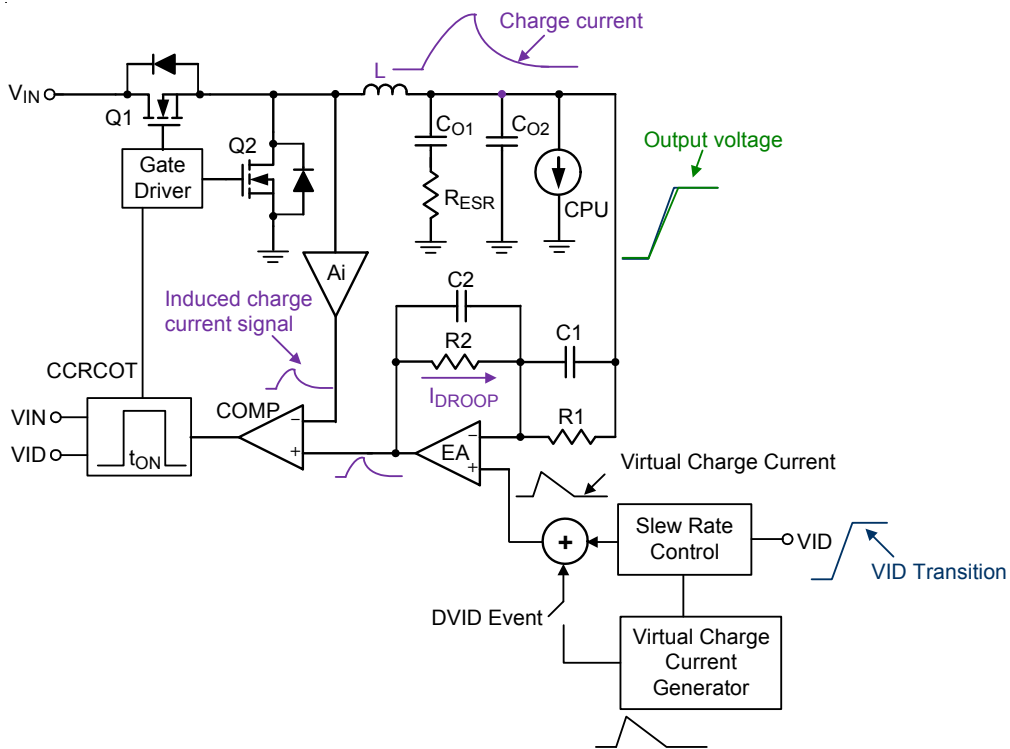 Charge current
L
VIN
Q1
CO1
CO2
Q2
Output voltage
Gate
Driver
RESR
CPU
Ai
C2
Induced charge
current signal
R2
C1
CCRCOT
IDROOP
COMP
R1
VIN
−
−
tON
EA
VID
+
+
Virtual Charge Current
Slew Rate
Control
+
VID
VID Transition
DVID Event
Virtual Charge
Current
Generator